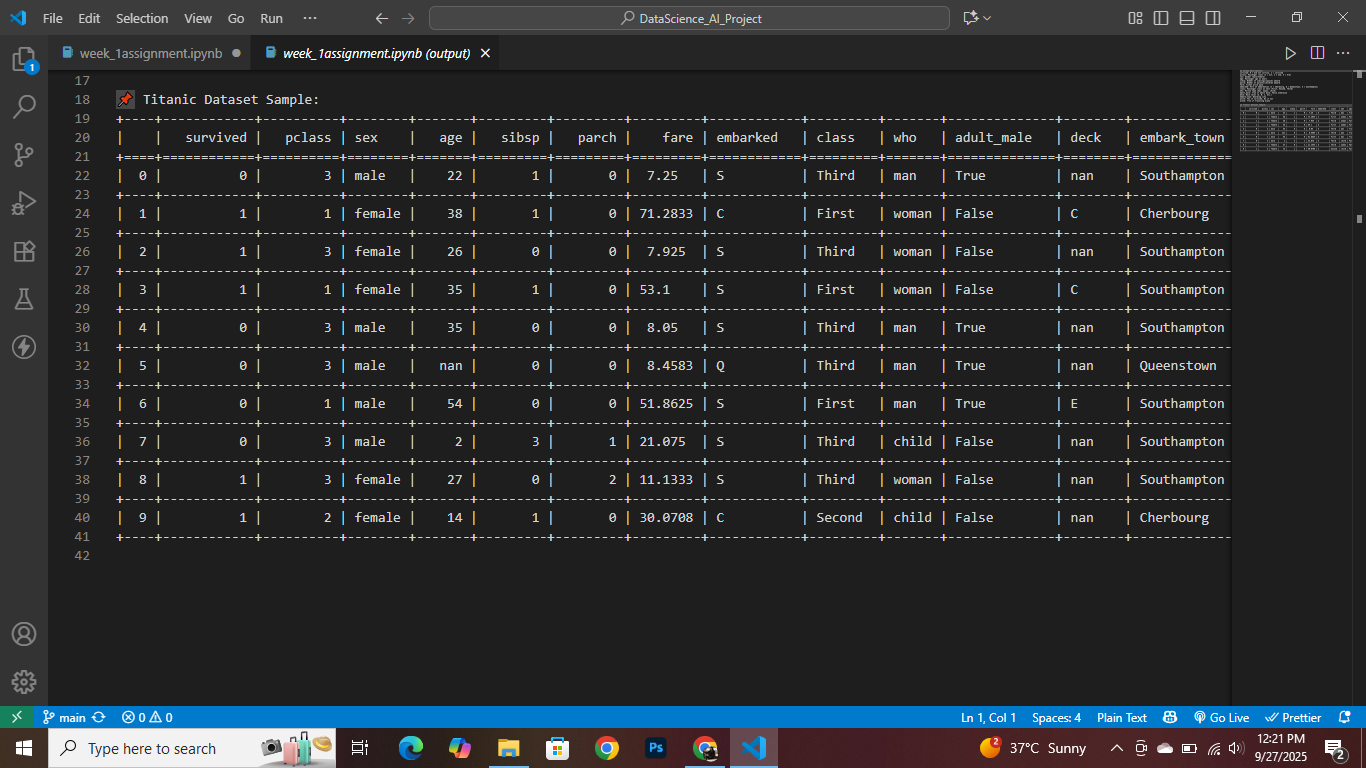 File Edit Selection View Go Run ··· DataScience_AI_Project
week_1assignment.ipynb week_1assignment.ipynb (output)
1
17
18 Titanic Dataset Sample:
19 +----+------------+----------+--------+-------+---------+---------+---------+------------+--------+-------+--------------+--------+-------------
20 | | survived | pclass | sex | age | sibsp | parch | fare | embarked | class | who | adult_male | deck | embark_town
21 +====+============+==========+========+=======+=========+=========+=========+============+========+=======+==============+========+=============
22 | 0 | 0 | 3 | male | 22 | 1 | 0 | 7.25 | S | Third | man | True | nan | Southampton
23 +----+------------+----------+--------+-------+---------+---------+---------+------------+--------+-------+--------------+--------+-------------
24 | 1 | 1 | 1 | female | 38 | 1 | 0 | 71.2833 | C | First | woman | False | C | Cherbourg
25 +----+------------+----------+--------+-------+---------+---------+---------+------------+--------+-------+--------------+--------+-------------
26 | 2 | 1 | 3 | female | 26 | 0 | 0 | 7.925 | S | Third | woman | False | nan | Southampton
27 +----+------------+----------+--------+-------+---------+---------+---------+------------+--------+-------+--------------+--------+-------------
28 | 3 | 1 | 1 | female | 35 | 1 | 0 | 53.1 | S | First | woman | False | C | Southampton
29 +----+------------+----------+--------+-------+---------+---------+---------+------------+--------+-------+--------------+--------+-------------
30 | 4 | 0 | 3 | male | 35 | 0 | 0 | 8.05 | S | Third | man | True | nan | Southampton
31 +----+------------+----------+--------+-------+---------+---------+---------+------------+--------+-------+--------------+--------+-------------
32 | 5 | 0 | 3 | male | nan | 0 | 0 | 8.4583 | Q | Third | man | True | nan | Queenstown
33 +----+------------+----------+--------+-------+---------+---------+---------+------------+--------+-------+--------------+--------+-------------
34 | 6 | 0 | 1 | male | 54 | 0 | 0 | 51.8625 | S | First | man | True | E | Southampton
35 +----+------------+----------+--------+-------+---------+---------+---------+------------+--------+-------+--------------+--------+-------------
36 | 7 | 0 | 3 | male | 2 | 3 | 1 | 21.075 | S | Third | child | False | nan | Southampton
37 +----+------------+----------+--------+-------+---------+---------+---------+------------+--------+-------+--------------+--------+-------------
38 | 8 | 1 | 3 | female | 27 | 0 | 2 | 11.1333 | S | Third | woman | False | nan | Southampton
39 +----+------------+----------+--------+-------+---------+---------+---------+------------+--------+-------+--------------+--------+-------------
40 | 9 | 1 | 2 | female | 14 | 1 | 0 | 30.0708 | C | Second | child | False | nan | Cherbourg
41 +----+------------+----------+--------+-------+---------+---------+---------+------------+--------+-------+--------------+--------+-------------
42
main 0 0 Ln 1, Col 1 Spaces: 4 Plain Text Go Live Prettier
Type here to search Ps 2 37°C Sunny 12:21 PM 2
9/27/2025